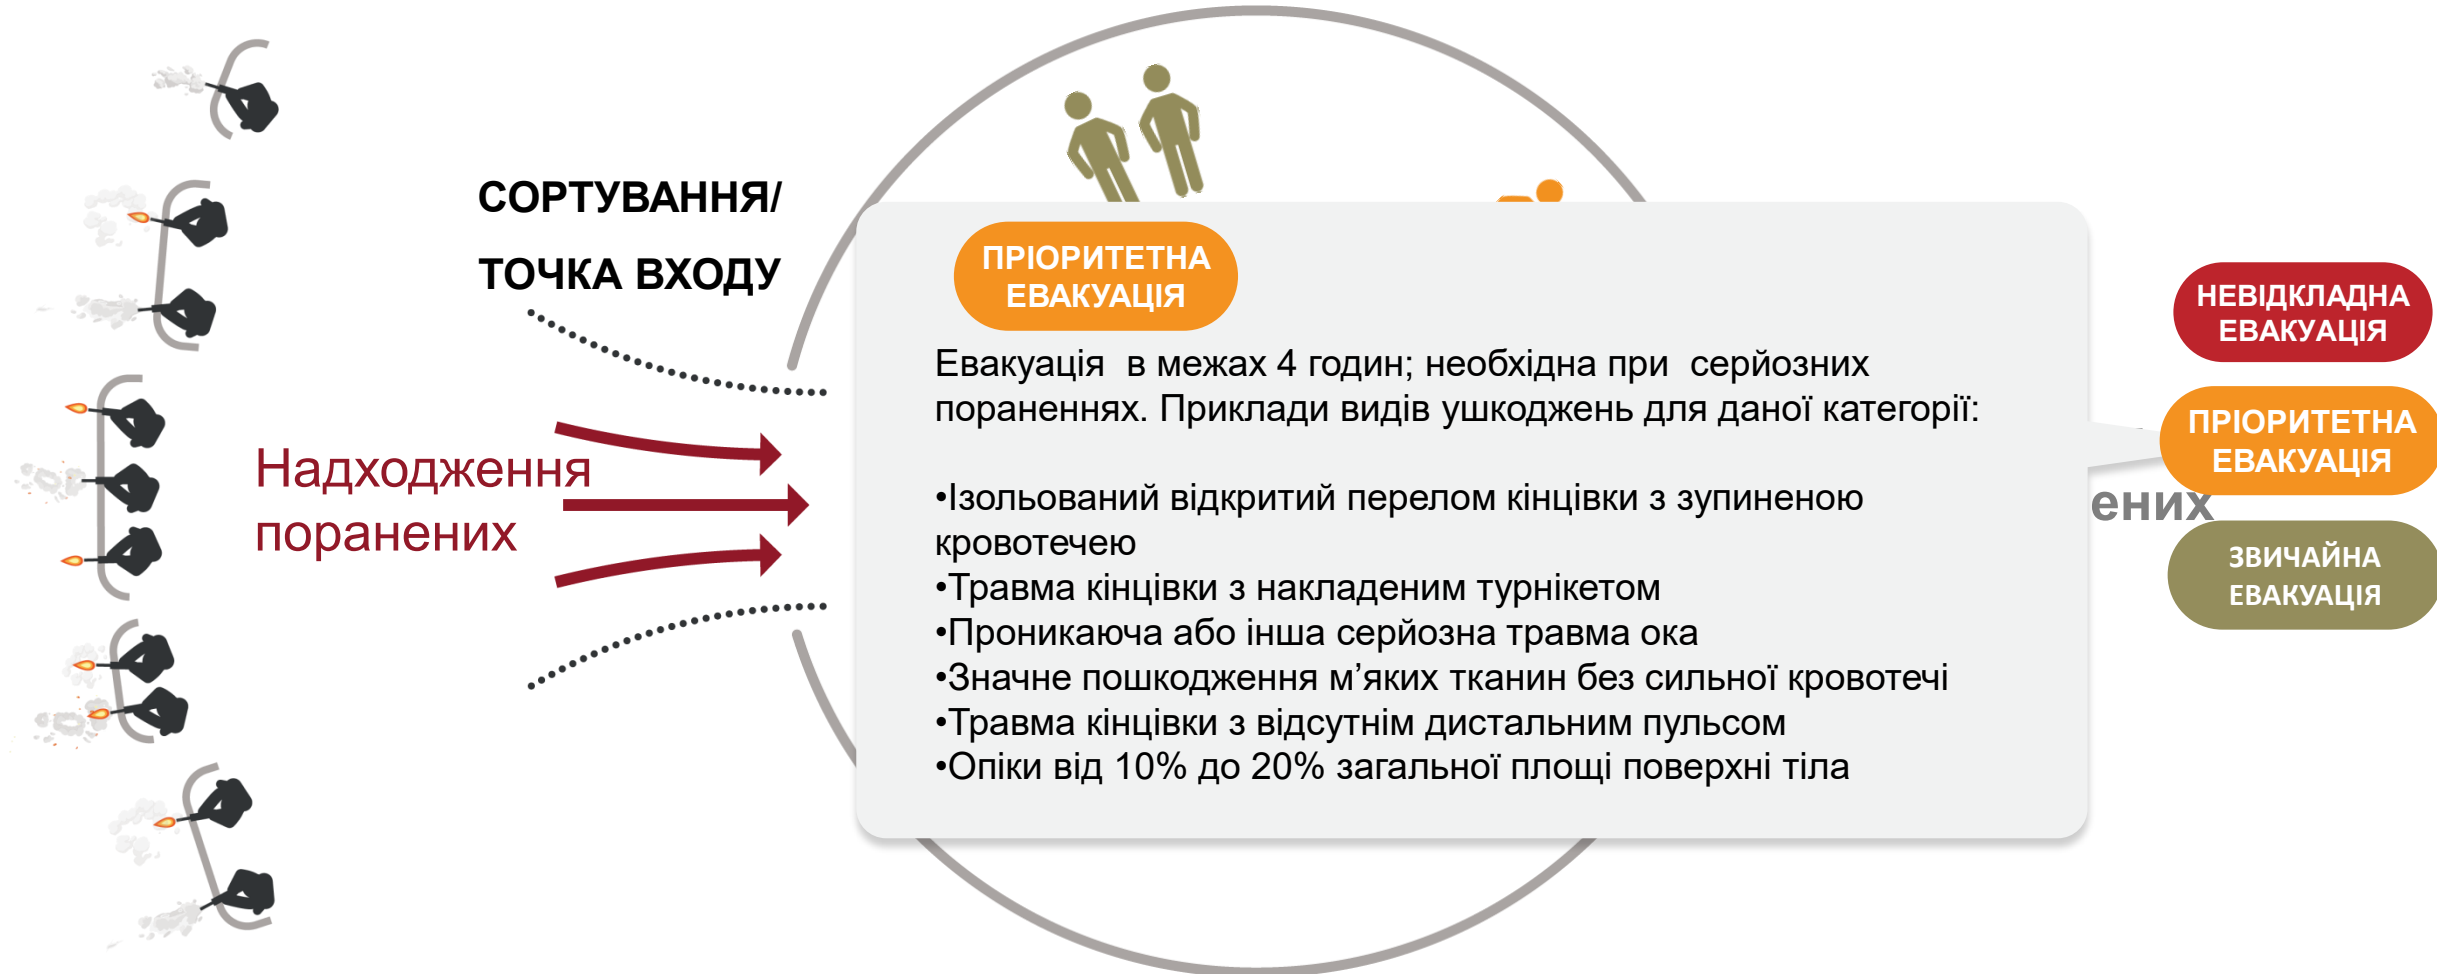 СОРТУВАННЯ/
ТОЧКА ВХОДУ
Надходження
поранених
ПРІОРИТЕТНА
ЕВАКУАЦІЯ
Евакуація в межах 4 годин; необхідна при серйозних
пораненнях. Приклади видів ушкоджень для даної категорії:
•Ізольований відкритий перелом кінцівки з зупиненою
кровотечею
•Травма кінцівки з накладеним турнікетом
•Проникаюча або інша серйозна травма ока
•Значне пошкодження м’яких тканин без сильної кровотечі
•Травма кінцівки з відсутнім дистальним пульсом
•Опіки від 10% до 20% загальної площі поверхні тіла
НЕВІДКЛАДНА
ЕВАКУАЦІЯ
ПРІОРИТЕТНА
ЕВАКУАЦІЯ
ених
ЗВИЧАЙНА
ЕВАКУАЦІЯ